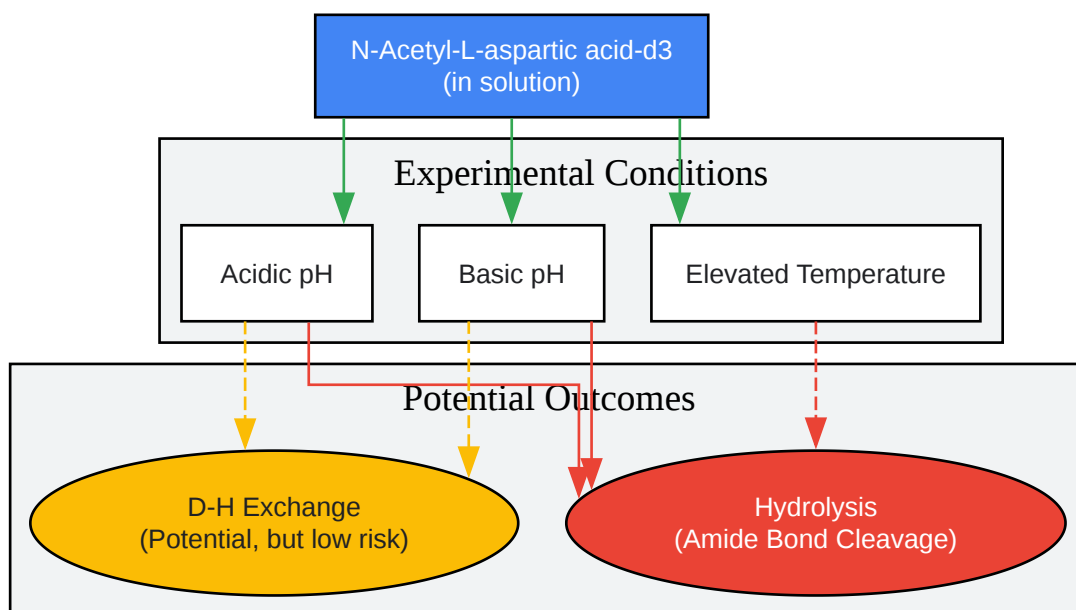 N-Acetyl-L-aspartic acid-d3
(in solution)
Experimental Conditions
Acidic pH
Basic pH
Elevated Temperature
Potential Outcomes
D-H Exchange
(Potential, but low risk)
Hydrolysis
(Amide Bond Cleavage)